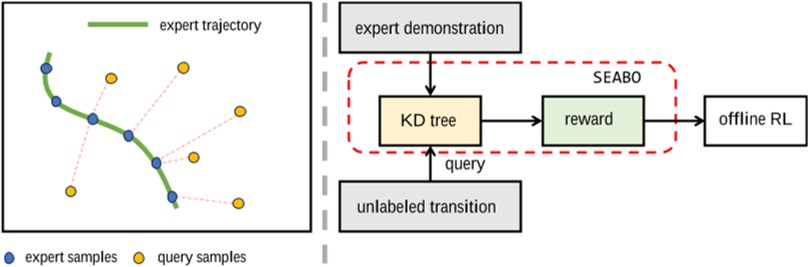 expert trajectory
expert samples
query samples
expert demonstration
SEABO
KD tree
reward
offline RL
query
unlabeled transition